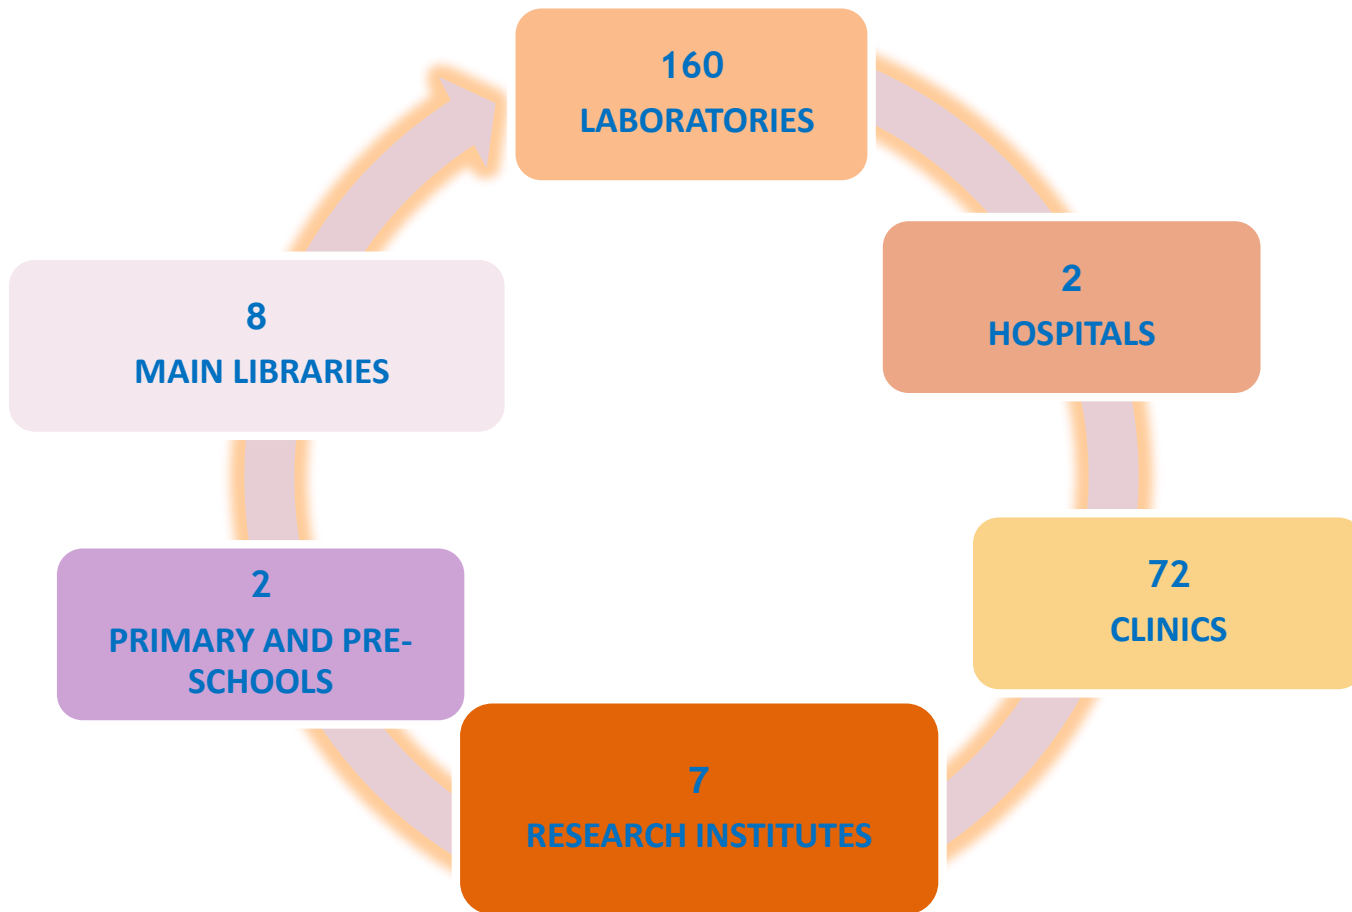 160
LABORATORIES
2
HOSPITALS
72
CLINICS
7
RESEARCH INSTITUTES
2
PRIMARY AND PRE-
SCHOOLS
8
MAIN LIBRARIES